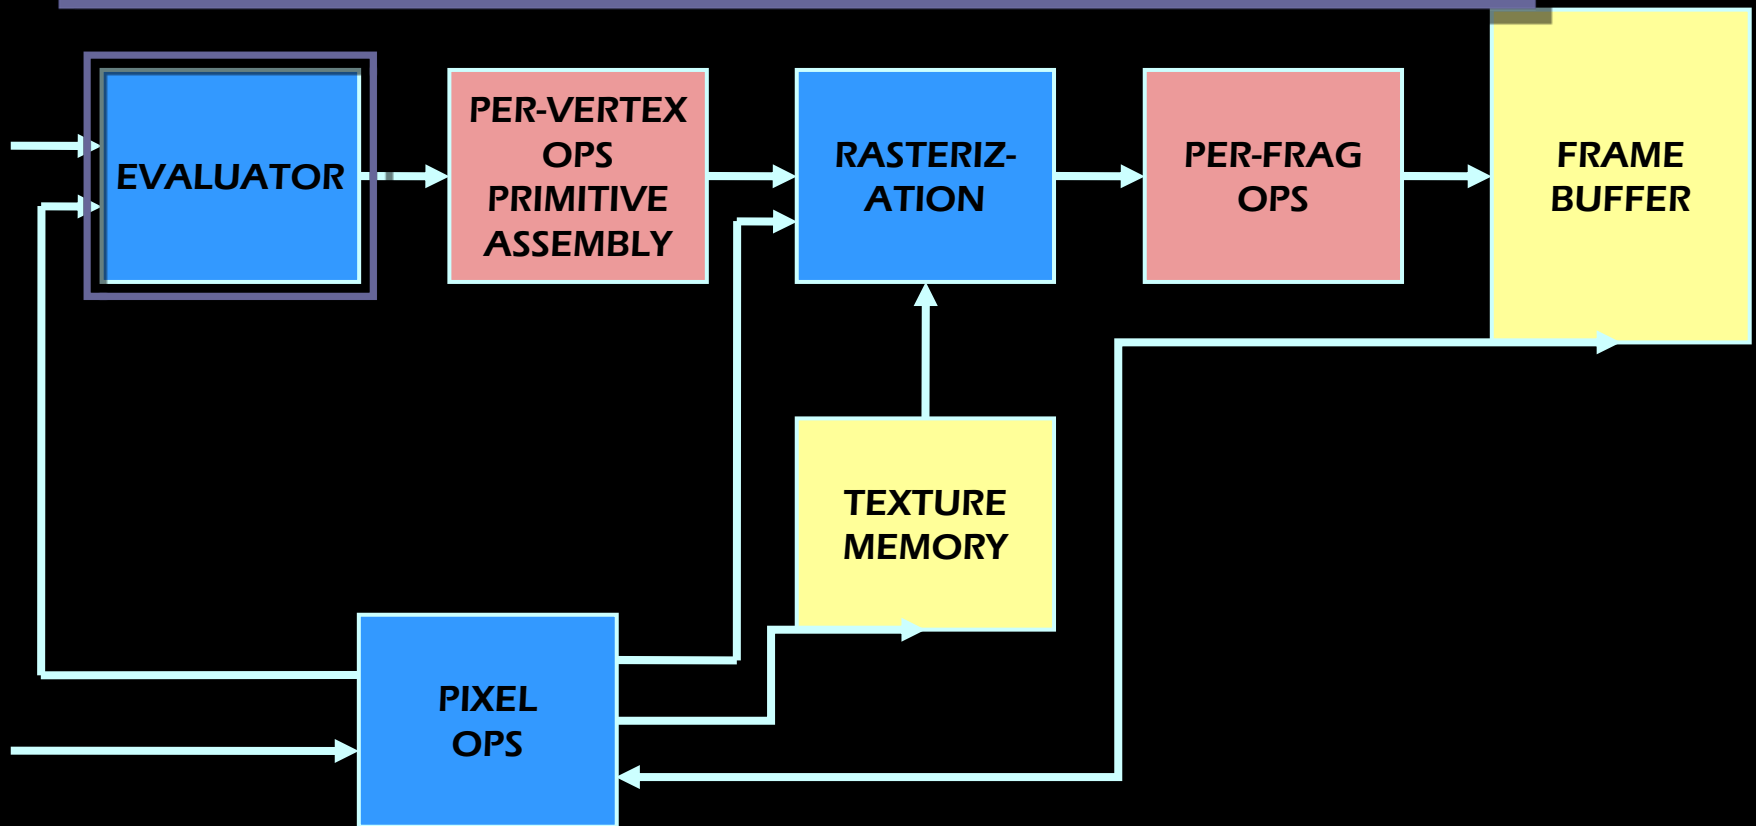 EVALUATOR
PER-VERTEX
OPS
PRIMITIVE
ASSEMBLY
RASTERIZ-
ATION
PER-FRAG
OPS
FRAME
BUFFER
TEXTURE
MEMORY
PIXEL
OPS